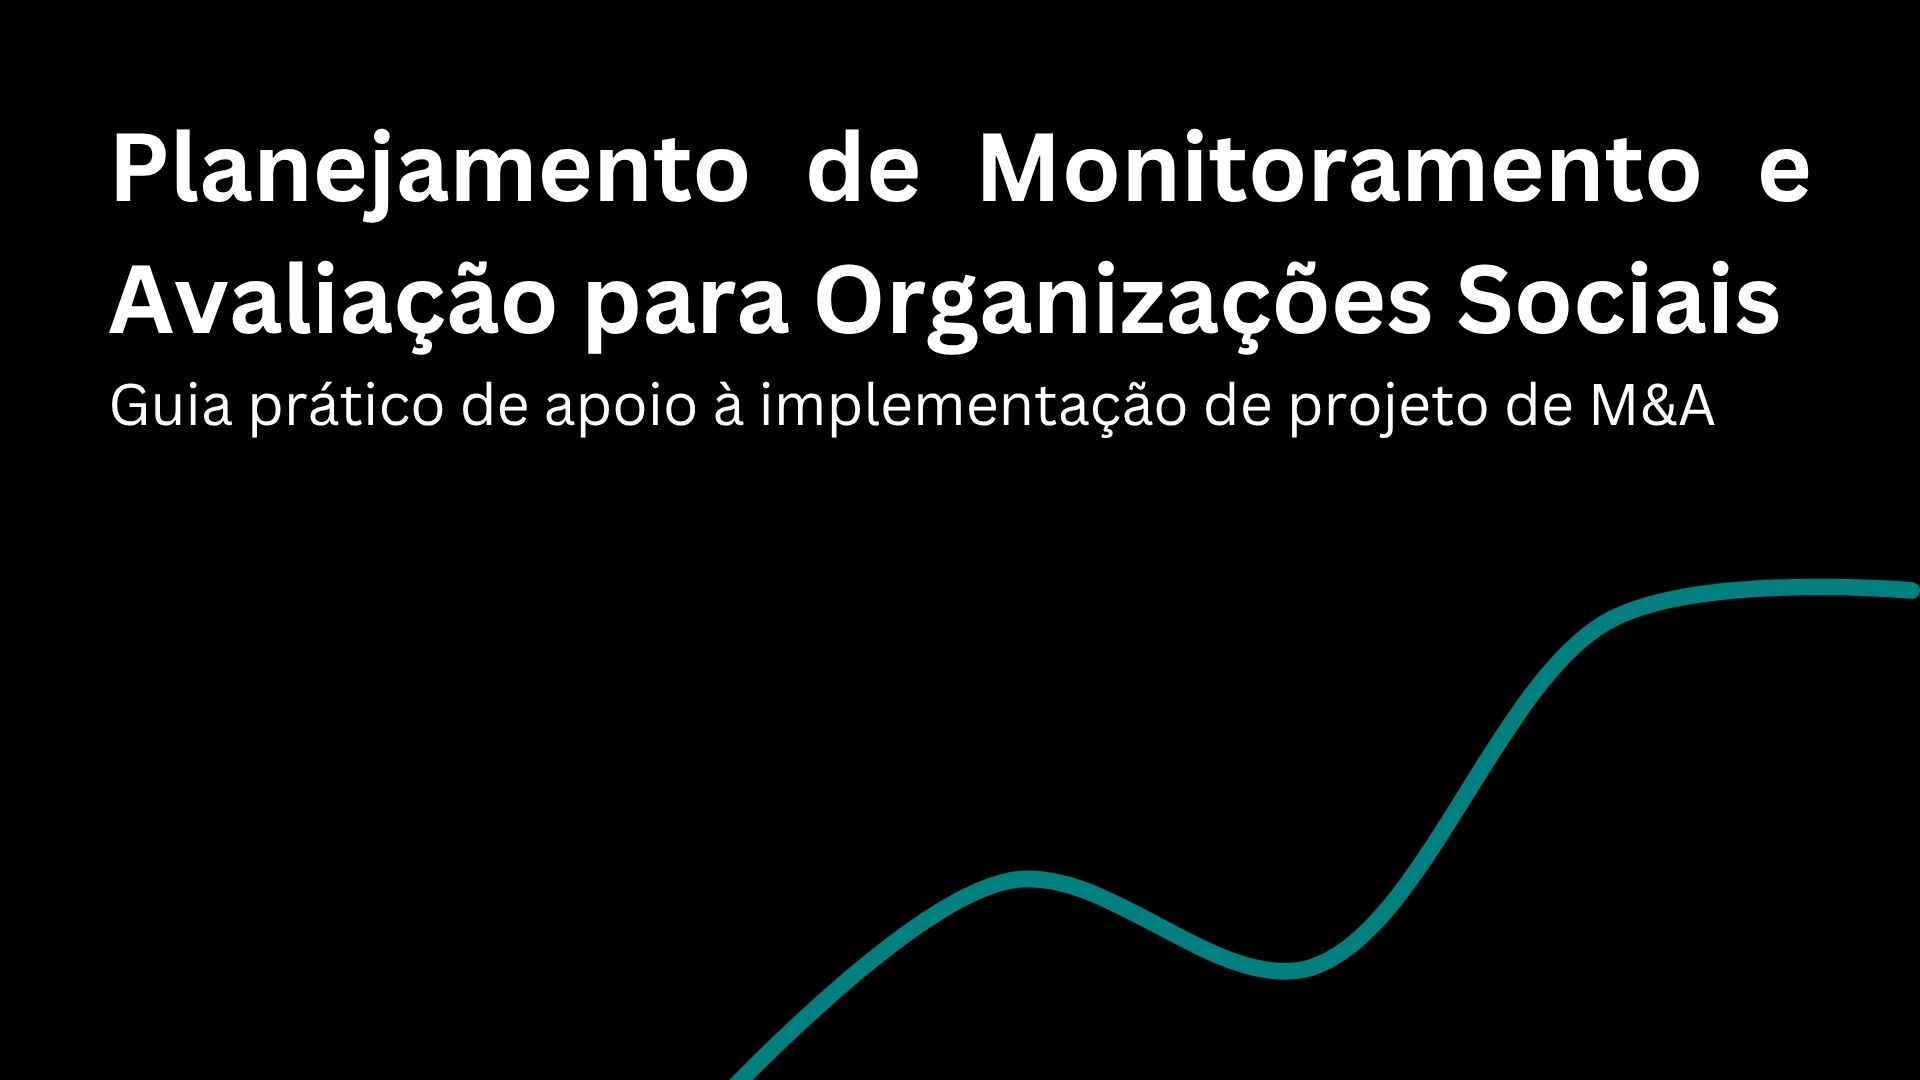 Planejamento de Monitoramento e
Avaliação para Organizações Sociais
Guia prático de apoio à implementação de projeto de M&A